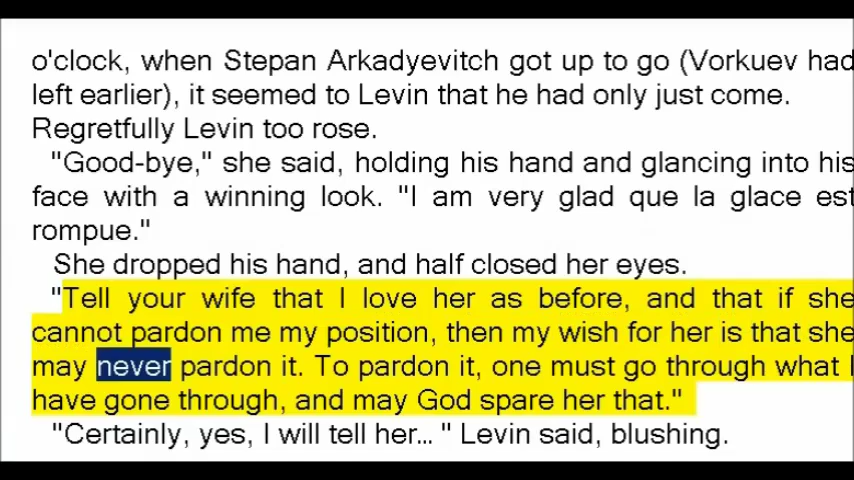 o'clock, when Stepan Arkadyevitch got up to go (Vorkuev had
left earlier), it seemed to Levin that he had only just come.
Regretfully Levin too rose.
"Good-bye," she said, holding his hand and glancing into his
face with a winning look. "I am very glad que la glace est
rompue."
She dropped his hand, and half closed her eyes.
"Tell your wife that I love her as before, and that if she
cannot pardon me my position, then my wish for her is that she
may never pardon it. To pardon it, one must go through what I
have gone through, and may God spare her that."
"Certainly, yes, I will tell her... " Levin said, blushing.